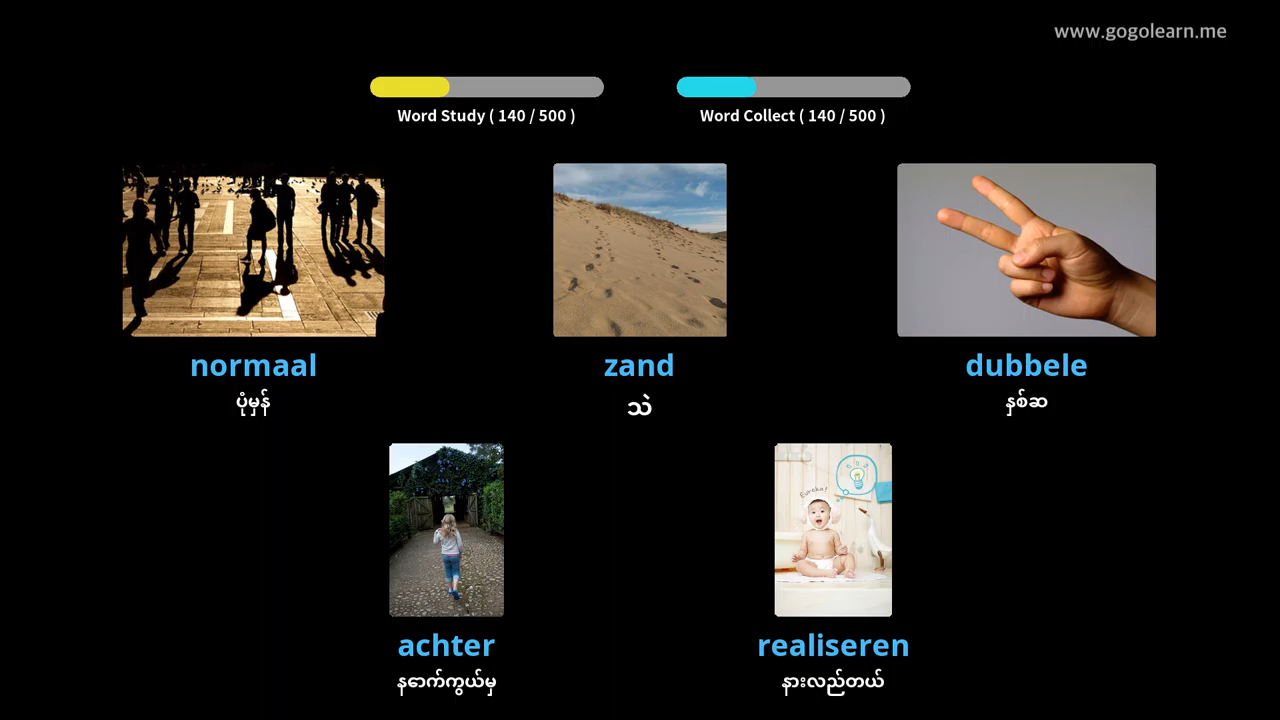 www.gogolearn.me
Word Study ( 140 / 500 )
Word Collect ( 140 / 500 )
normaal
zand
dubbele
ပုံမှန်
သဲ
နှစ်ဆ
Eureka!
achter
realiseren
နောက်ကွယ်မှ
နားလည်တယ်